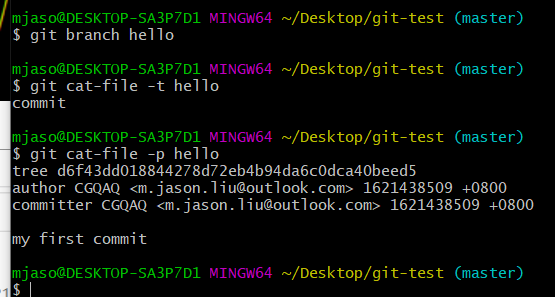 mjaso@DESKTOP-SA3P7D1 MINGW64 ~/Desktop/git-test (master)
$ git branch hello
mjaso@DESKTOP-SA3P7D1 MINGW64 ~/Desktop/git-test (master)
$ git cat-file -t hello
commit
mjaso@DESKTOP-SA3P7D1 MINGW64 ~/Desktop/git-test (master)
$ git cat-file -p hello
tree d6f43dd018844278d72eb4b94da6c0dca40beed5
author CGQAQ <m.jason.liu@outlook.com> 1621438509 +0800
committer CGQAQ <m.jason.liu@outlook.com> 1621438509 +0800
my first commit
mjaso@DESKTOP-SA3P7D1 MINGW64 ~/Desktop/git-test (master)
$